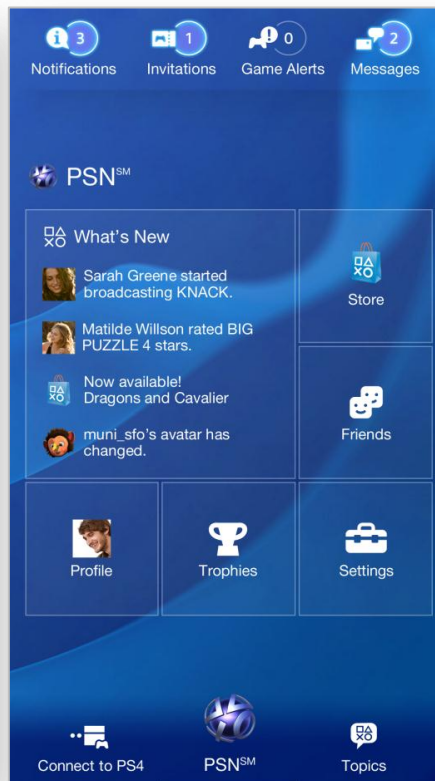 3 1 0 2
Notifications Invitations Game Alerts Messages
PSN℠
What's New
Sarah Greene started
broadcasting KNACK.
Matilde Willson rated BIG
PUZZLE 4 stars.
Now available!
Dragons and Cavalier
muni_sfo's avatar has
changed.
Store
Friends
Profile Trophies Settings
Connect to PS4 PSN℠ Topics